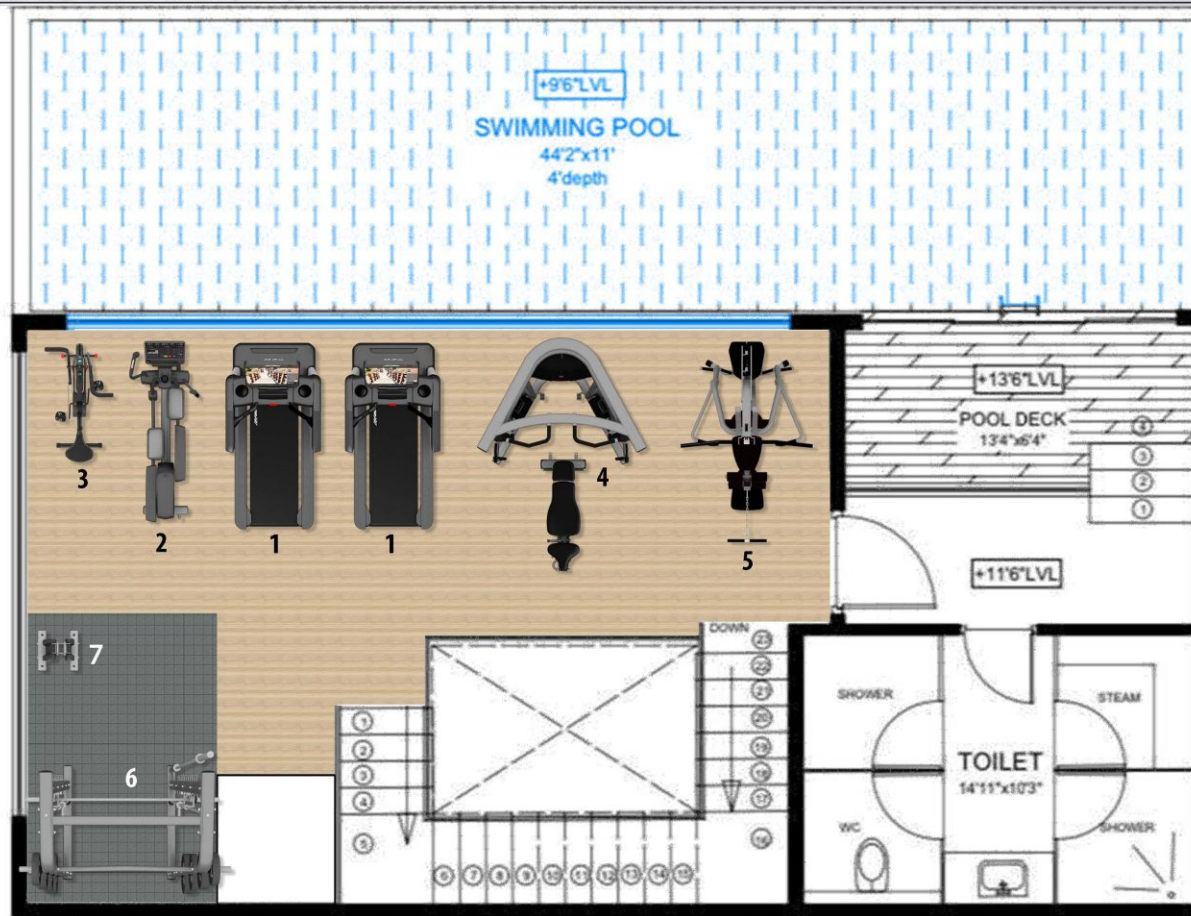 +9'6"LVL
SWIMMING POOL
44'2"x11'
4'depth
+13'6"LVL
POOL DECK
13'4"x6'4"
4
3
2
1
3
2
1
1
4
5
+11'6"LVL
7
6
DOWN
23
22
21
20
19
18
17
16
1
2
3
4
5
6
7
8
9
10
11
12
13
14
15
SHOWER
STEAM
TOILET
14'11"x10'3"
WC
SHOWER